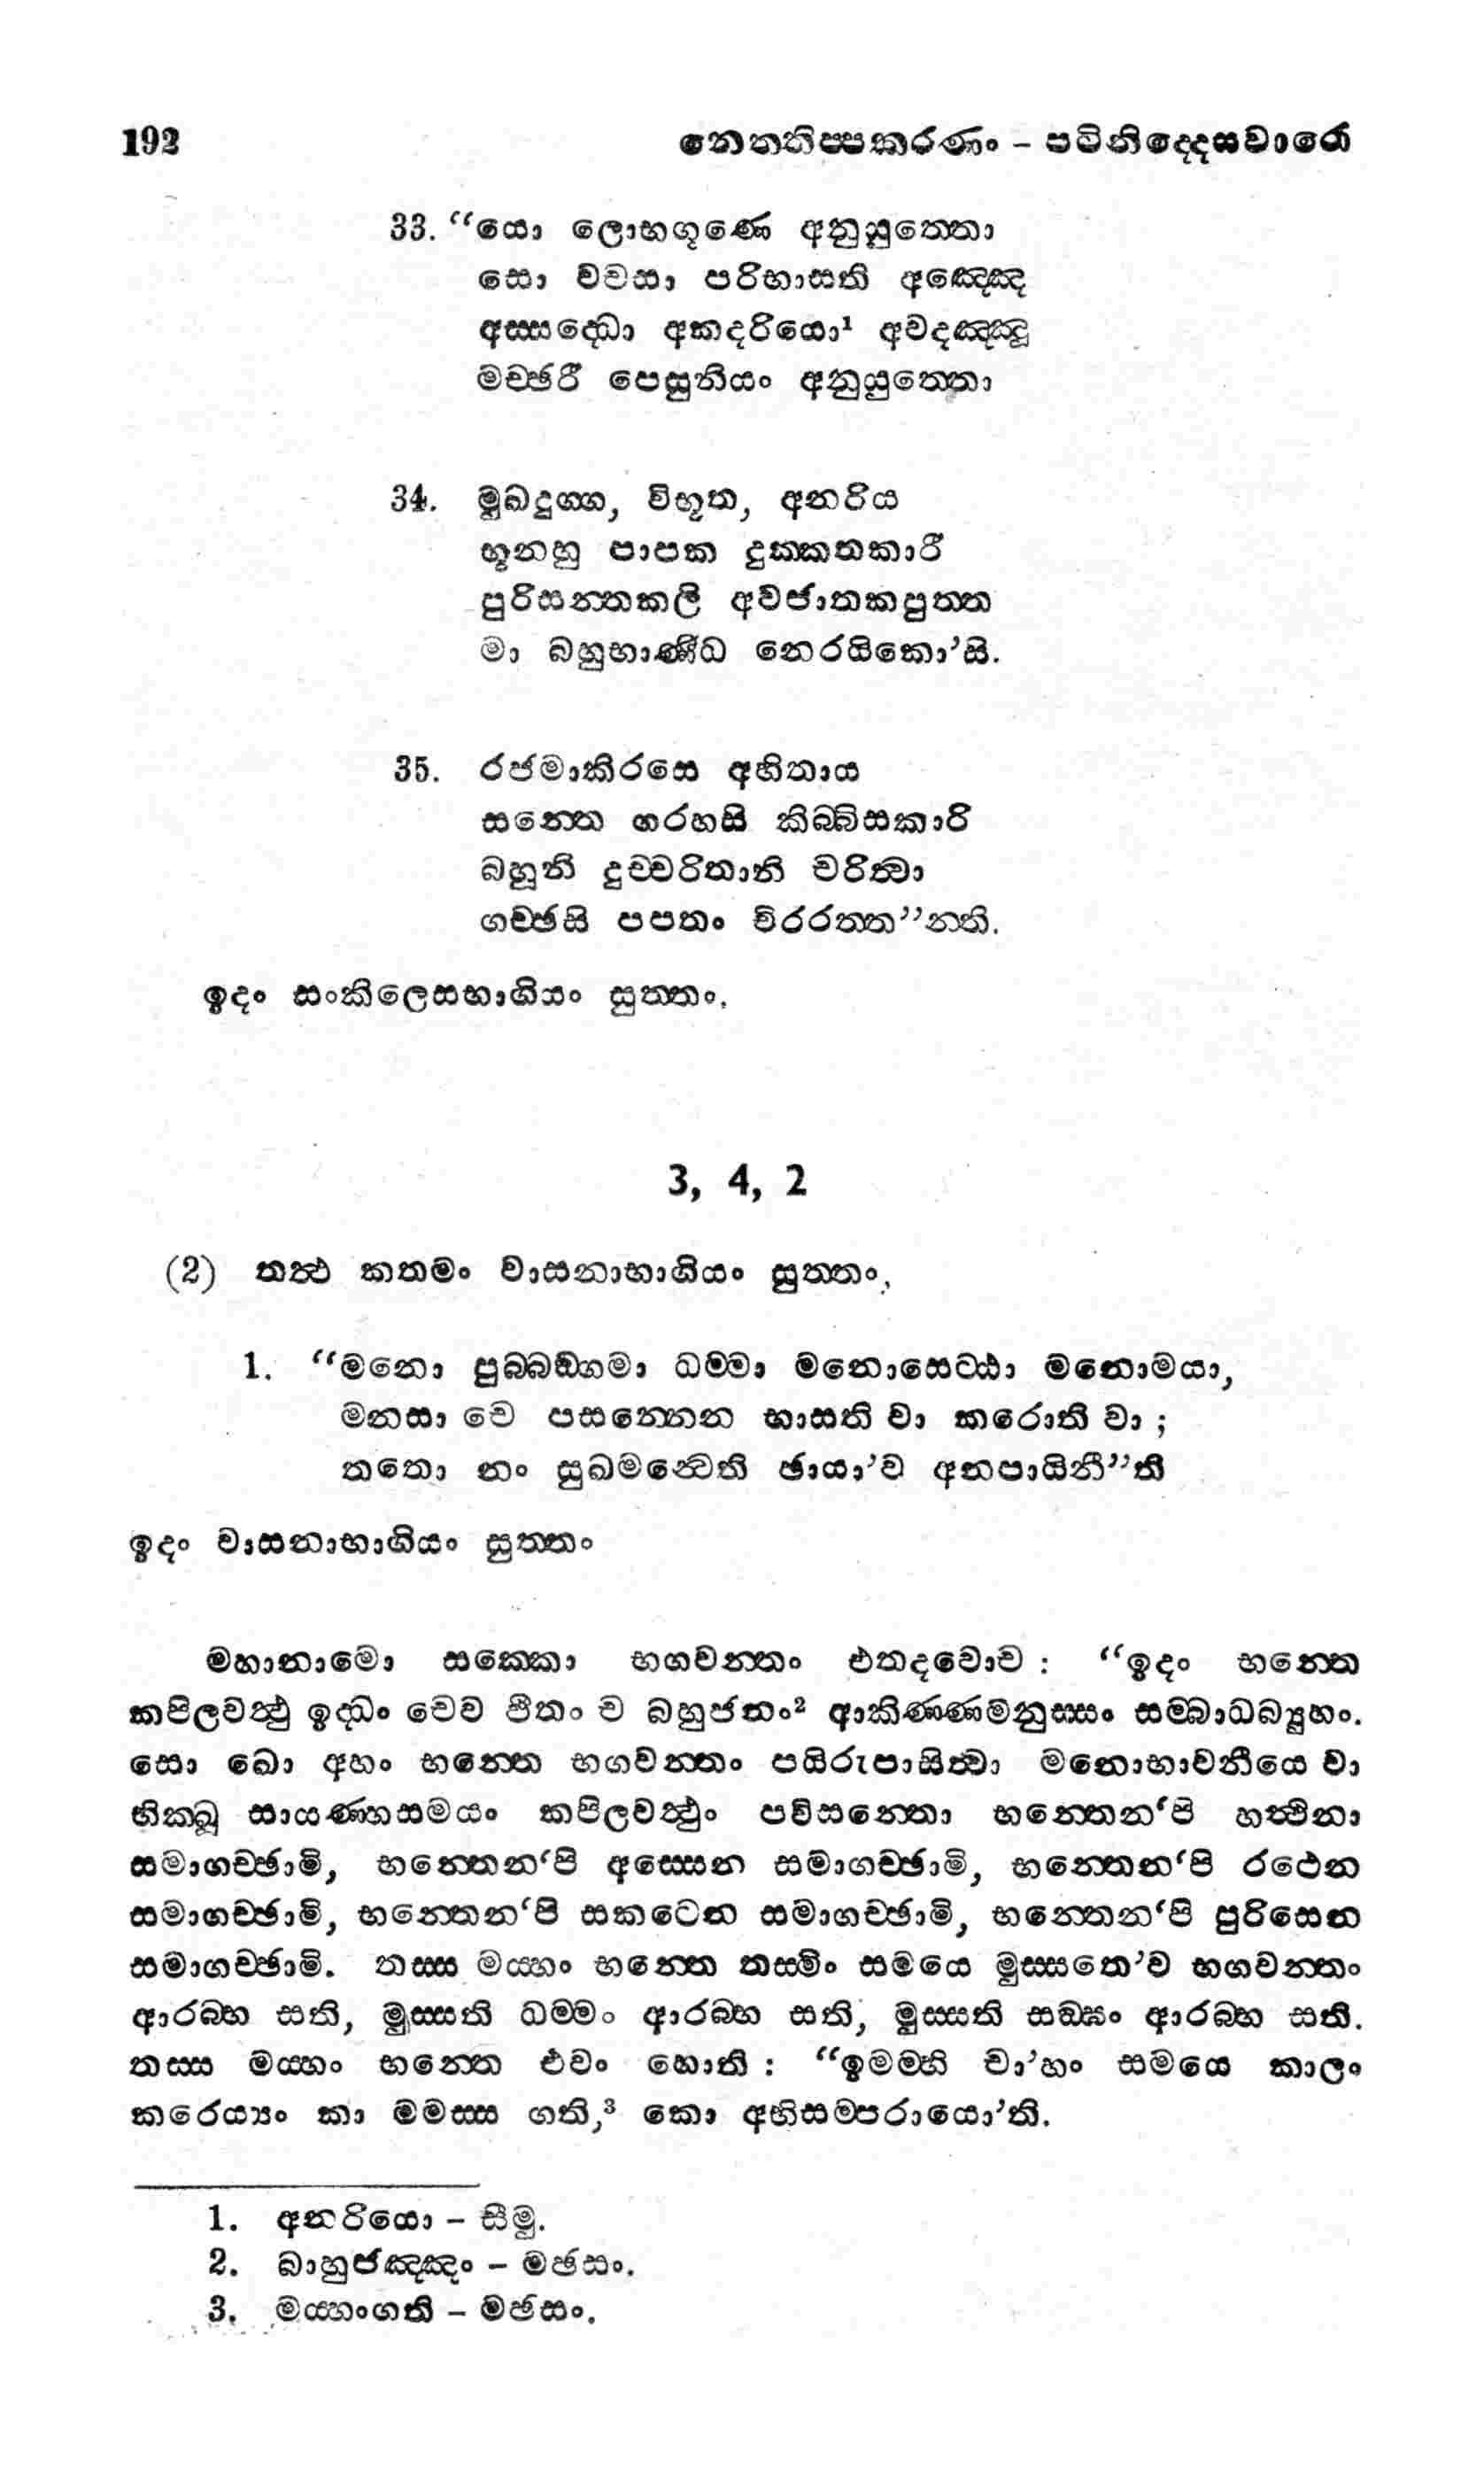 192 නෙත්තිප්පකරණං - පටිනිද්දෙසවාරො
33. “යො ලොභගුණෙ අනුයුත්තො
සො වචසා පරිභාසති අඤ්ඤෙ
අස්සද්ධො අකදරියො¹ අවදඤ්ඤූ
මච්ඡරී පෙසුනියං අනුයුත්තො
34. මුඛදුග්ග, විභූත, අනරිය
භූනහු පාපක දුක්කතකාරී
පුරිසන්තකලි අවජාතකපුත්ත
මා බහුභාණී’ධ නෙරයිකො’සි.
35. රජමාකිරසෙ අහිතාය
සන්තෙ ගරහසි කිබ්බිසකාරි
බහූනි දුච්චරිතානි චරිත්වා
ගච්ඡසි පපතං චිරරත්ත”න්ති.
ඉදං සංකිලෙසභාගියං සුත්තං.
3, 4, 2
(2) තත්ථ කතමං වාසනාභාගියං සුත්තං,
1. “මනො පුබ්බඞ්ගමා ධම්මා මනොසෙට්ඨා මනොමයා,
මනසා චෙ පසන්නෙන භාසති වා කරොති වා ;
තතො නං සුඛමන්වෙති ඡායා’ව අනපායිනී”ති
ඉදං වාසනාභාගියං සුත්තං
මහානාමො සක්කො භගවන්තං එතදවොච : “ඉදං භන්තෙ
කපිලවත්ථු ඉද්ධං චෙව ඵීතං ච බහුජනං² ආකිණ්ණමනුස්සං සම්බාධබ්‍යූහං.
සො ඛො අහං භන්තෙ භගවන්තං පයිරුපාසිත්වා මනොභාවනීයෙ වා
භික්ඛූ සායණ්හසමයං කපිලවත්ථුං පවිසන්තො භන්තෙන‘පි හත්ථිනා
සමාගච්ඡාමි, භන්තෙන‘පි අස්සෙන සමාගච්ඡාමි, භන්තෙන‘පි රථෙන
සමාගච්ඡාමි, භන්තෙන‘පි සකටෙන සමාගච්ඡාමි, භන්තෙන‘පි පුරිසෙන
සමාගච්ඡාමි. තස්ස මය්හං භන්තෙ තස්මිං සමයෙ මුස්සතෙ’ව භගවන්තං
ආරබ්භ සති, මුස්සති ධම්මං ආරබ්භ සති, මුස්සති සඞ්ඝං ආරබ්භ සති.
තස්ස මය්හං භන්තෙ එවං හොති : “ඉමම්හි චා’හං සමයෙ කාලං
කරෙය්‍යං කා මමස්ස ගති,³ කො අභිසම්පරායො’ති.
1. අනරියො - සීමු.
2. බාහුජඤ්ඤං - මඡසං.
3. මය්හංගති - මඡසං.